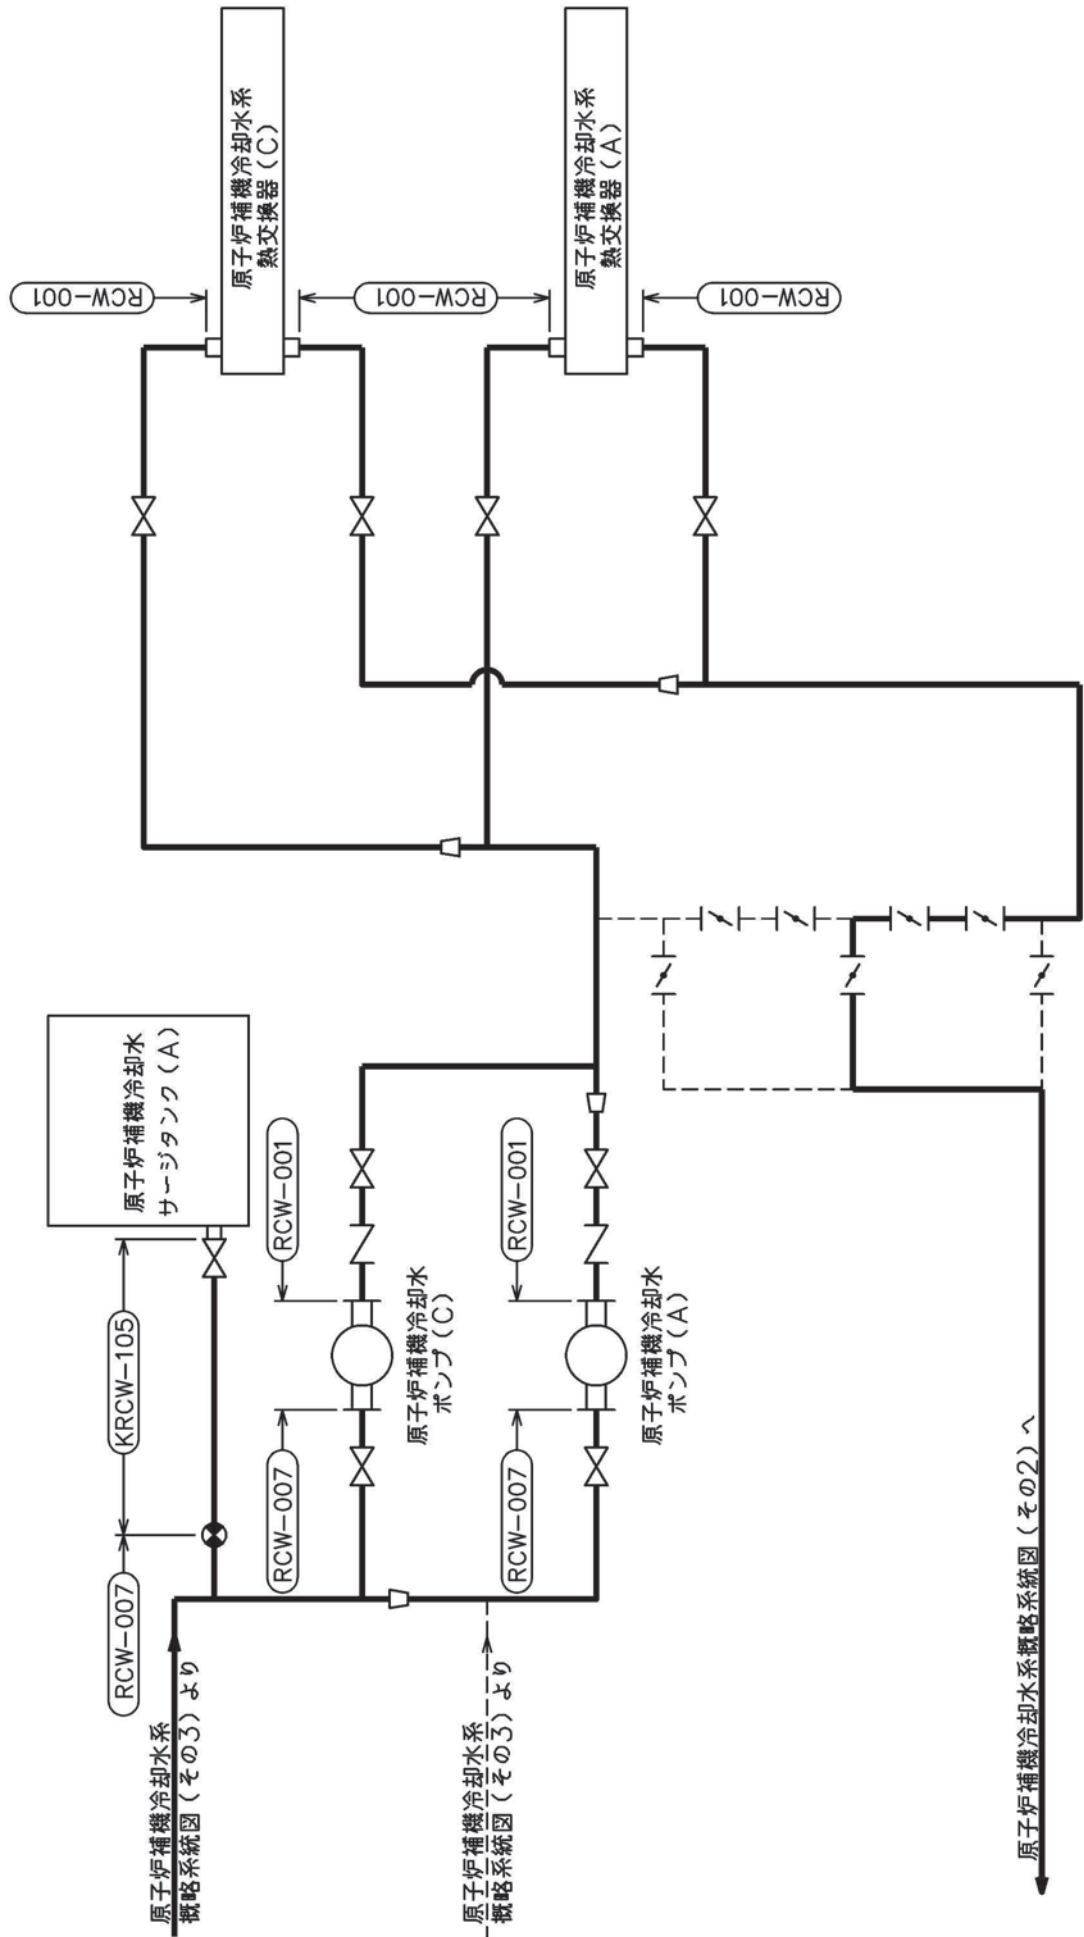 RCW-001
原子炉補機冷却水系
熱交換器(C)
RCW-001
原子炉補機冷却水系
熱交換器(A)
RCW-001
原子炉補機冷却水
サージタンク(A)
KRCW-105
RCW-007
RCW-001
原子炉補機冷却水
ポンプ(C)
RCW-007
RCW-001
原子炉補機冷却水
ポンプ(A)
RCW-007
原子炉補機冷却水系
概略系統図(その3)より
原子炉補機冷却水系
概略系統図(その3)より
原子炉補機冷却水系概略系統図(その2)へ